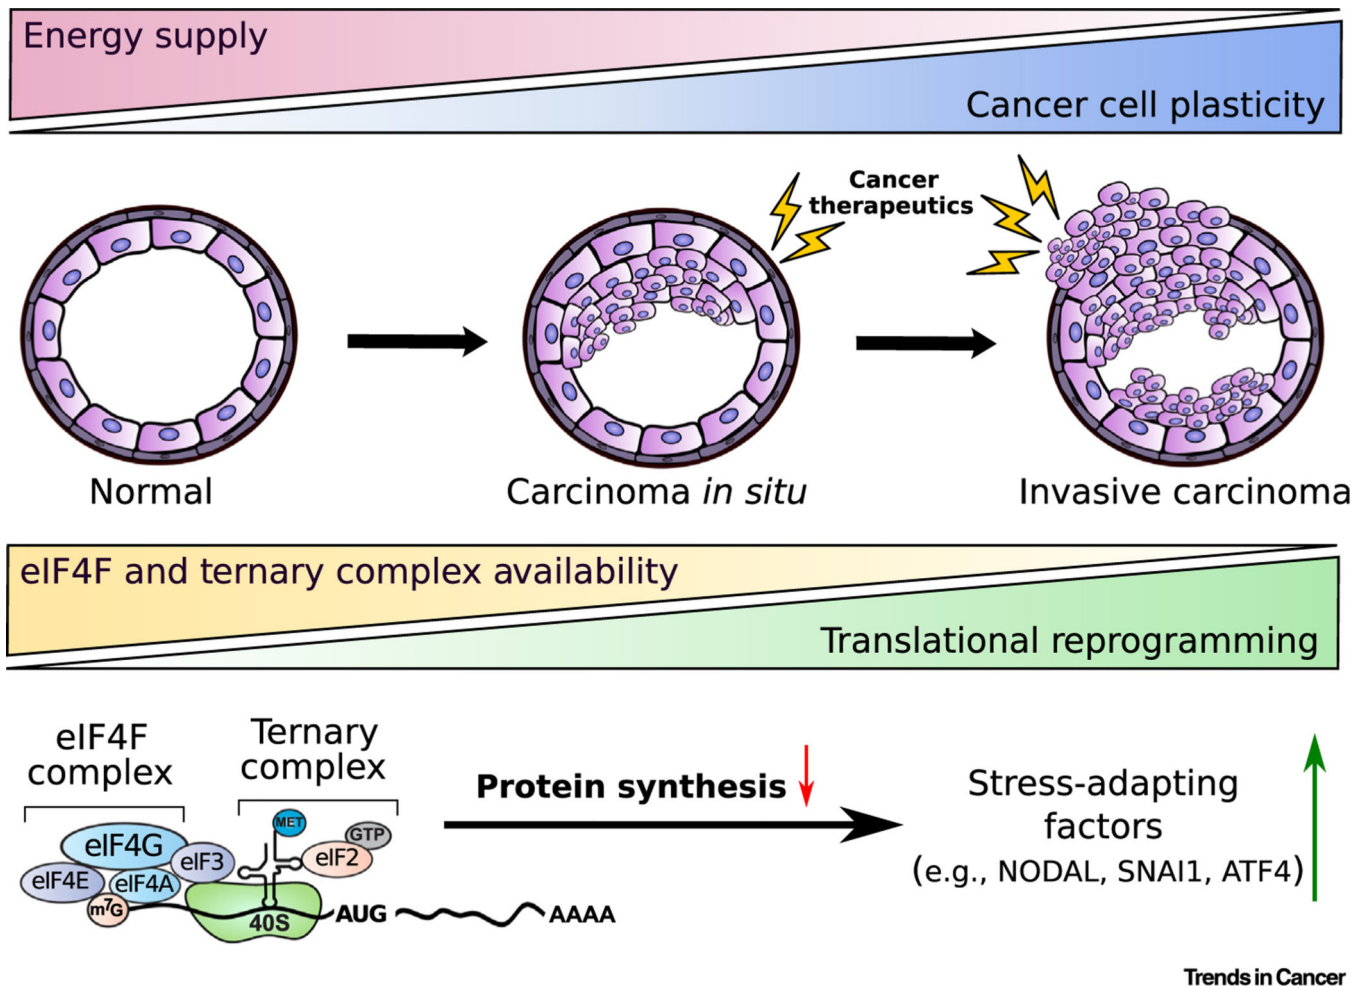 Energy supply
Cancer cell plasticity
Cancer
therapeutics
Normal
Carcinoma in situ
Invasive carcinoma
eIF4F and ternary complex availability
Translational reprogramming
eIF4F
complex
Ternary
complex
Protein synthesis
Stress-adapting
factors
(e.g., NODAL, SNAI1, ATF4)
MET
GTP
eIF4G
eIF3
eIF2
eIF4E
eIF4A
m7G
40S
AUG
AAAA
Trends in Cancer